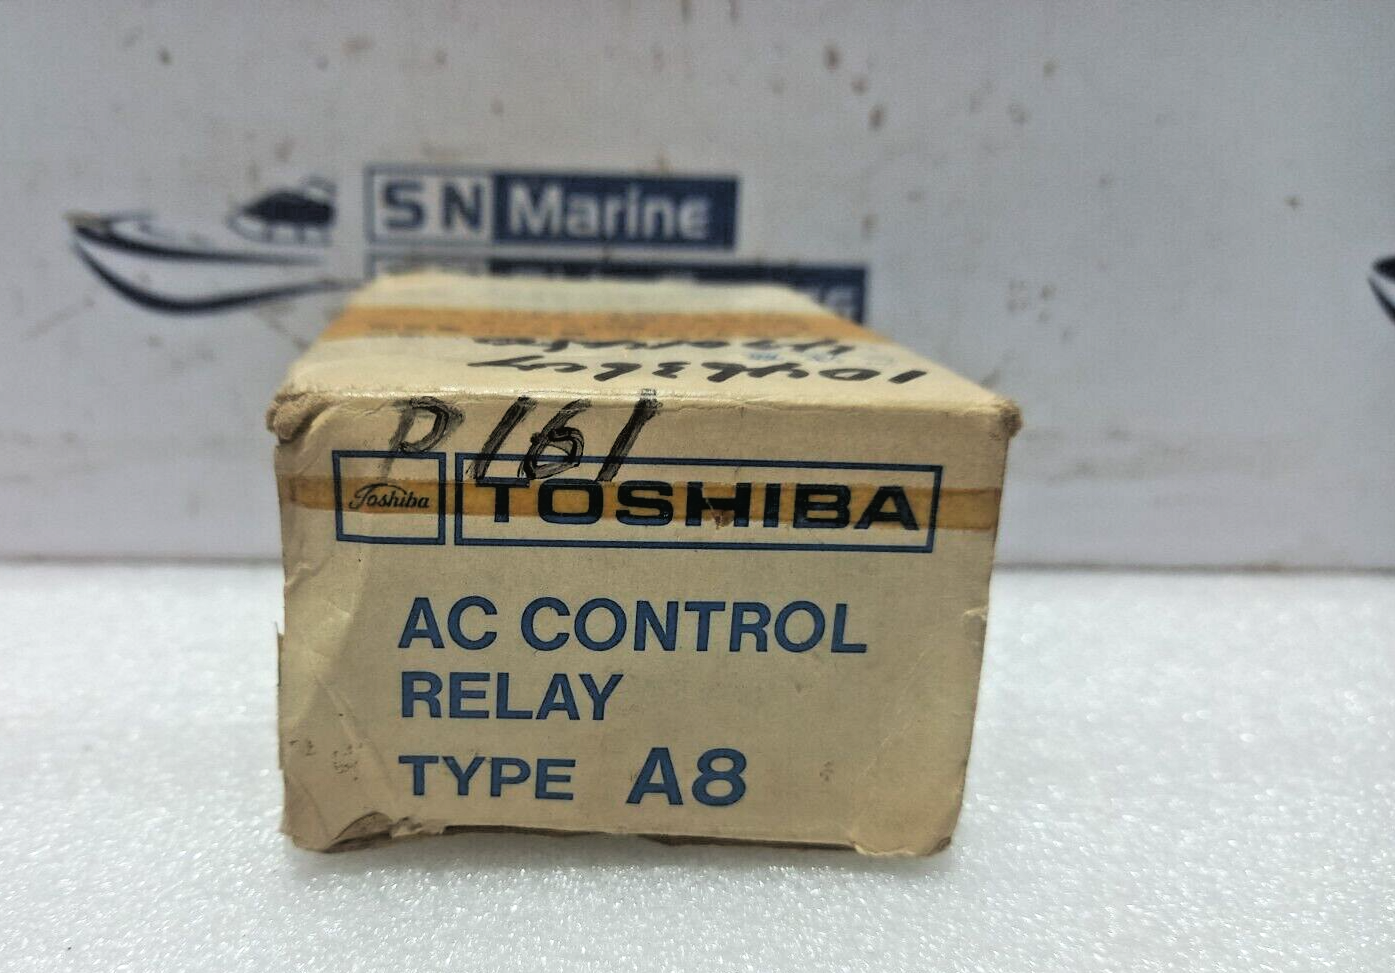 SN Marine
P161
Toshiba TOSHIBA
AC CONTROL
RELAY
TYPE A8